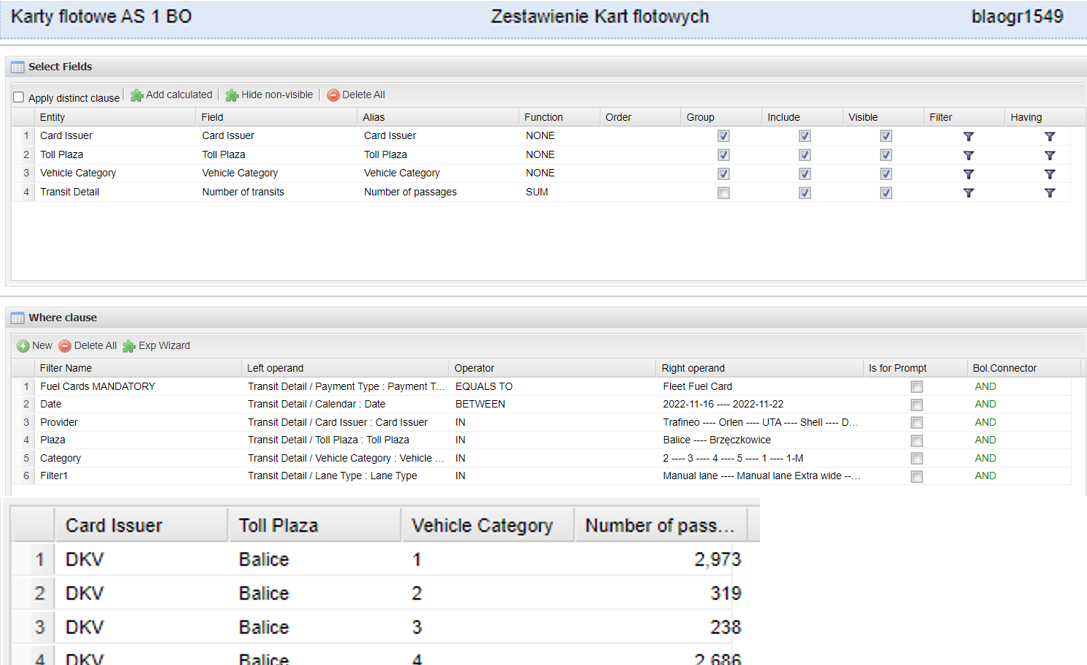 Karty flotowe AS 1 BO Zestawienie Kart flotowych blaogr1549
Select Fields
Apply distinct clause Add calculated Hide non-visible Delete All
Entity Field Alias Function Order Group Include Visible Filter Having
1 Card Issuer Card Issuer Card Issuer NONE
2 Toll Plaza Toll Plaza Toll Plaza NONE
3 Vehicle Category Vehicle Category Vehicle Category NONE
4 Transit Detail Number of transits Number of passages SUM
Where clause
New Delete All Exp Wizard
Filter Name Left operand Operator Right operand Is for Prompt Bol.Connector
1 Fuel Cards MANDATORY Transit Detail / Payment Type : Payment T... EQUALS TO Fleet Fuel Card AND
2 Date Transit Detail / Calendar : Date BETWEEN 2022-11-16 ---- 2022-11-22 AND
3 Provider Transit Detail / Card Issuer : Card Issuer IN Trafineo ---- Orlen ---- UTA ---- Shell ---- D... AND
4 Plaza Transit Detail / Toll Plaza : Toll Plaza IN Balice ---- Brzęczkowice AND
5 Category Transit Detail / Vehicle Category : Vehicle ... IN 2 ---- 3 ---- 4 ---- 5 ---- 1 ---- 1-M AND
6 Filter1 Transit Detail / Lane Type : Lane Type IN Manual lane ---- Manual lane Extra wide --... AND
Card Issuer Toll Plaza Vehicle Category Number of pass...
1 DKV Balice 1 2,973
2 DKV Balice 2 319
3 DKV Balice 3 238
4 DKV Balice 4 2,686